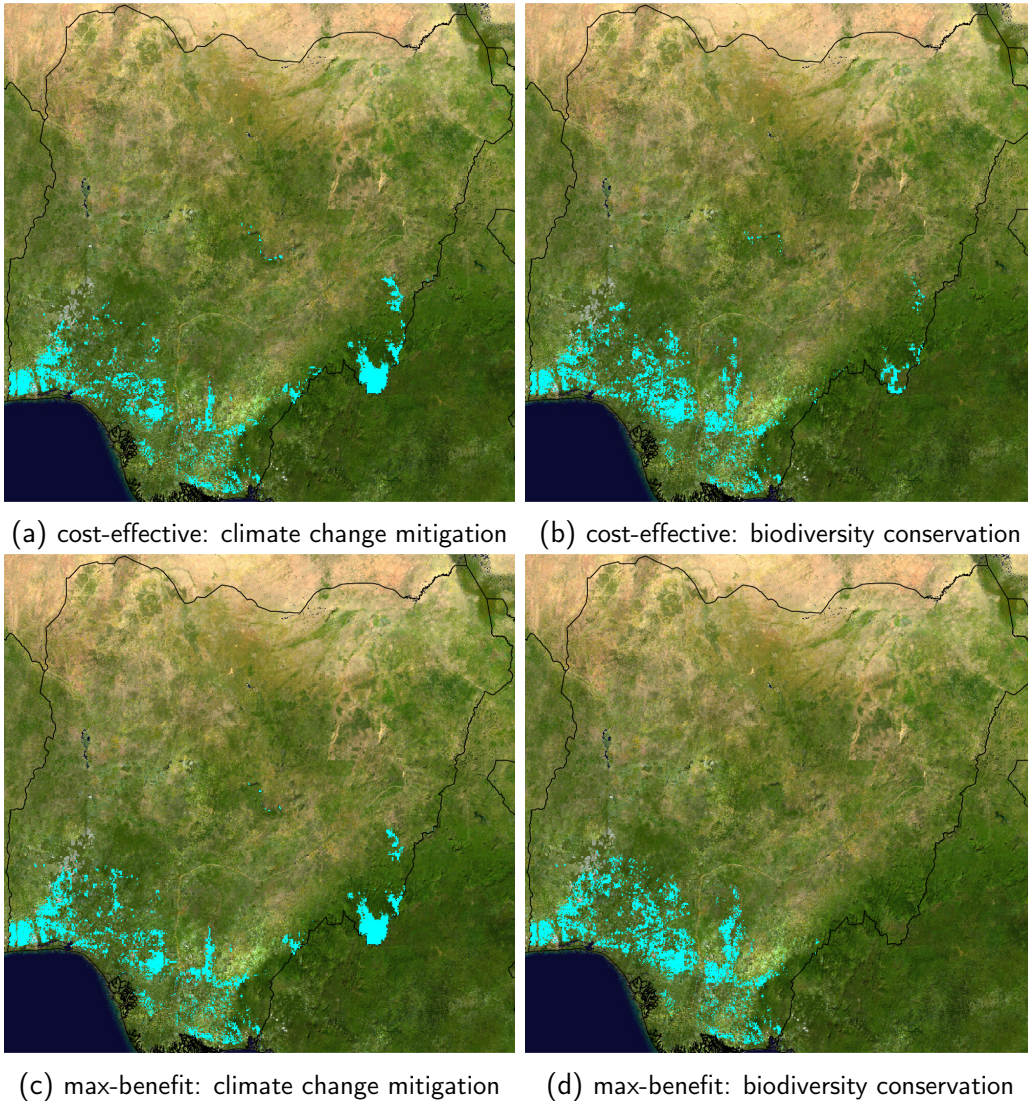 (a) cost-effective: climate change mitigation
(b) cost-effective: biodiversity conservation
(c) max-benefit: climate change mitigation
(d) max-benefit: biodiversity conservation